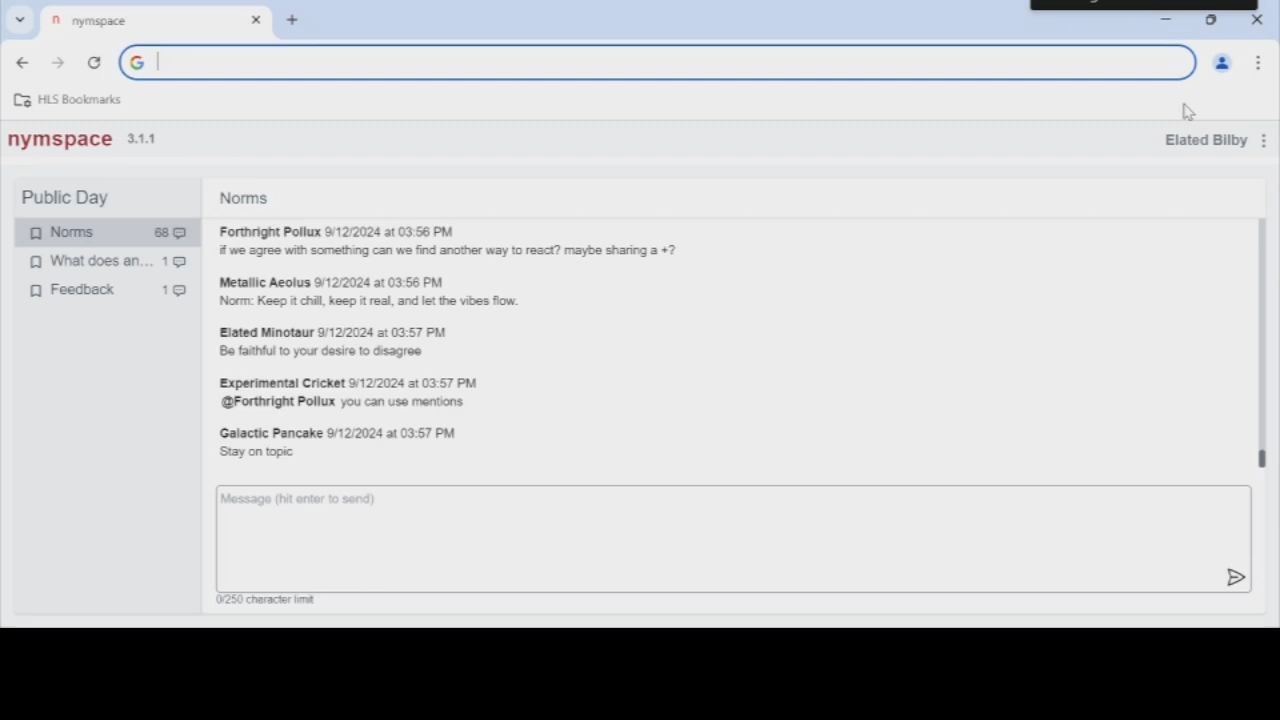 nymspace
HLS Bookmarks
nymspace 3.1.1
Elated Bilby
Public Day
Norms 68
What does an... 1
Feedback 1
Norms
Forthright Pollux 9/12/2024 at 03:56 PM
if we agree with something can we find another way to react? maybe sharing a +?
Metallic Aeolus 9/12/2024 at 03:56 PM
Norm: Keep it chill, keep it real, and let the vibes flow.
Elated Minotaur 9/12/2024 at 03:57 PM
Be faithful to your desire to disagree
Experimental Cricket 9/12/2024 at 03:57 PM
@Forthright Pollux you can use mentions
Galactic Pancake 9/12/2024 at 03:57 PM
Stay on topic
Message (hit enter to send)
0/250 character limit